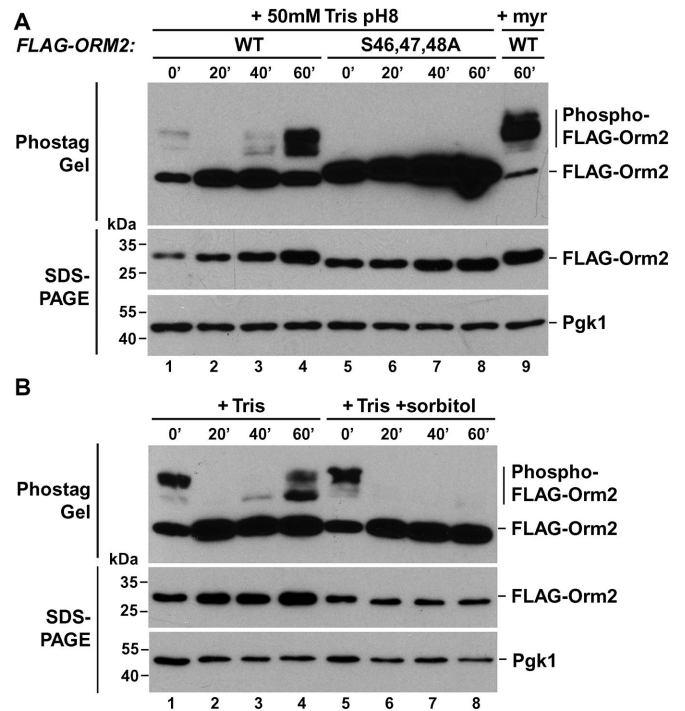 A
+ 50mM Tris pH8 + myr
FLAG-ORM2: WT S46,47,48A WT
0’ 20’ 40’ 60’ 0’ 20’ 40’ 60’ 60’
Phostag Gel
Phospho-FLAG-Orm2
FLAG-Orm2
kDa
SDS-PAGE
35
25
FLAG-Orm2
55
40
Pgk1
1 2 3 4 5 6 7 8 9
B
+ Tris + Tris +sorbitol
0’ 20’ 40’ 60’ 0’ 20’ 40’ 60’
Phostag Gel
Phospho-FLAG-Orm2
FLAG-Orm2
kDa
SDS-PAGE
35
25
FLAG-Orm2
55
40
Pgk1
1 2 3 4 5 6 7 8